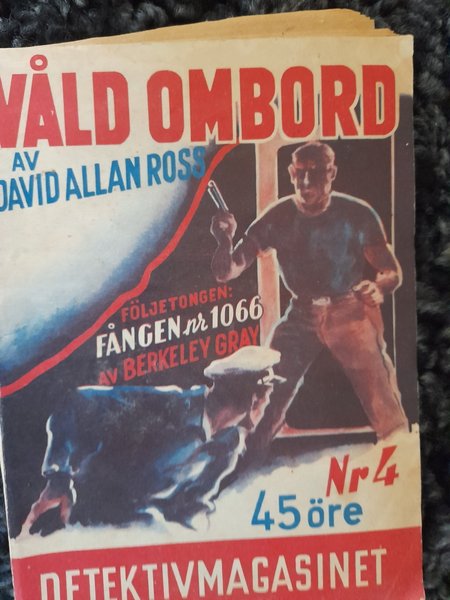 VÅLD OMBORD
AV
DAVID ALLAN ROSS
FÖLJETONGEN:
FÅNGEN nr 1066
AV BERKELEY GRAY
Nr 4
45 öre
DETEKTIVMAGASINET